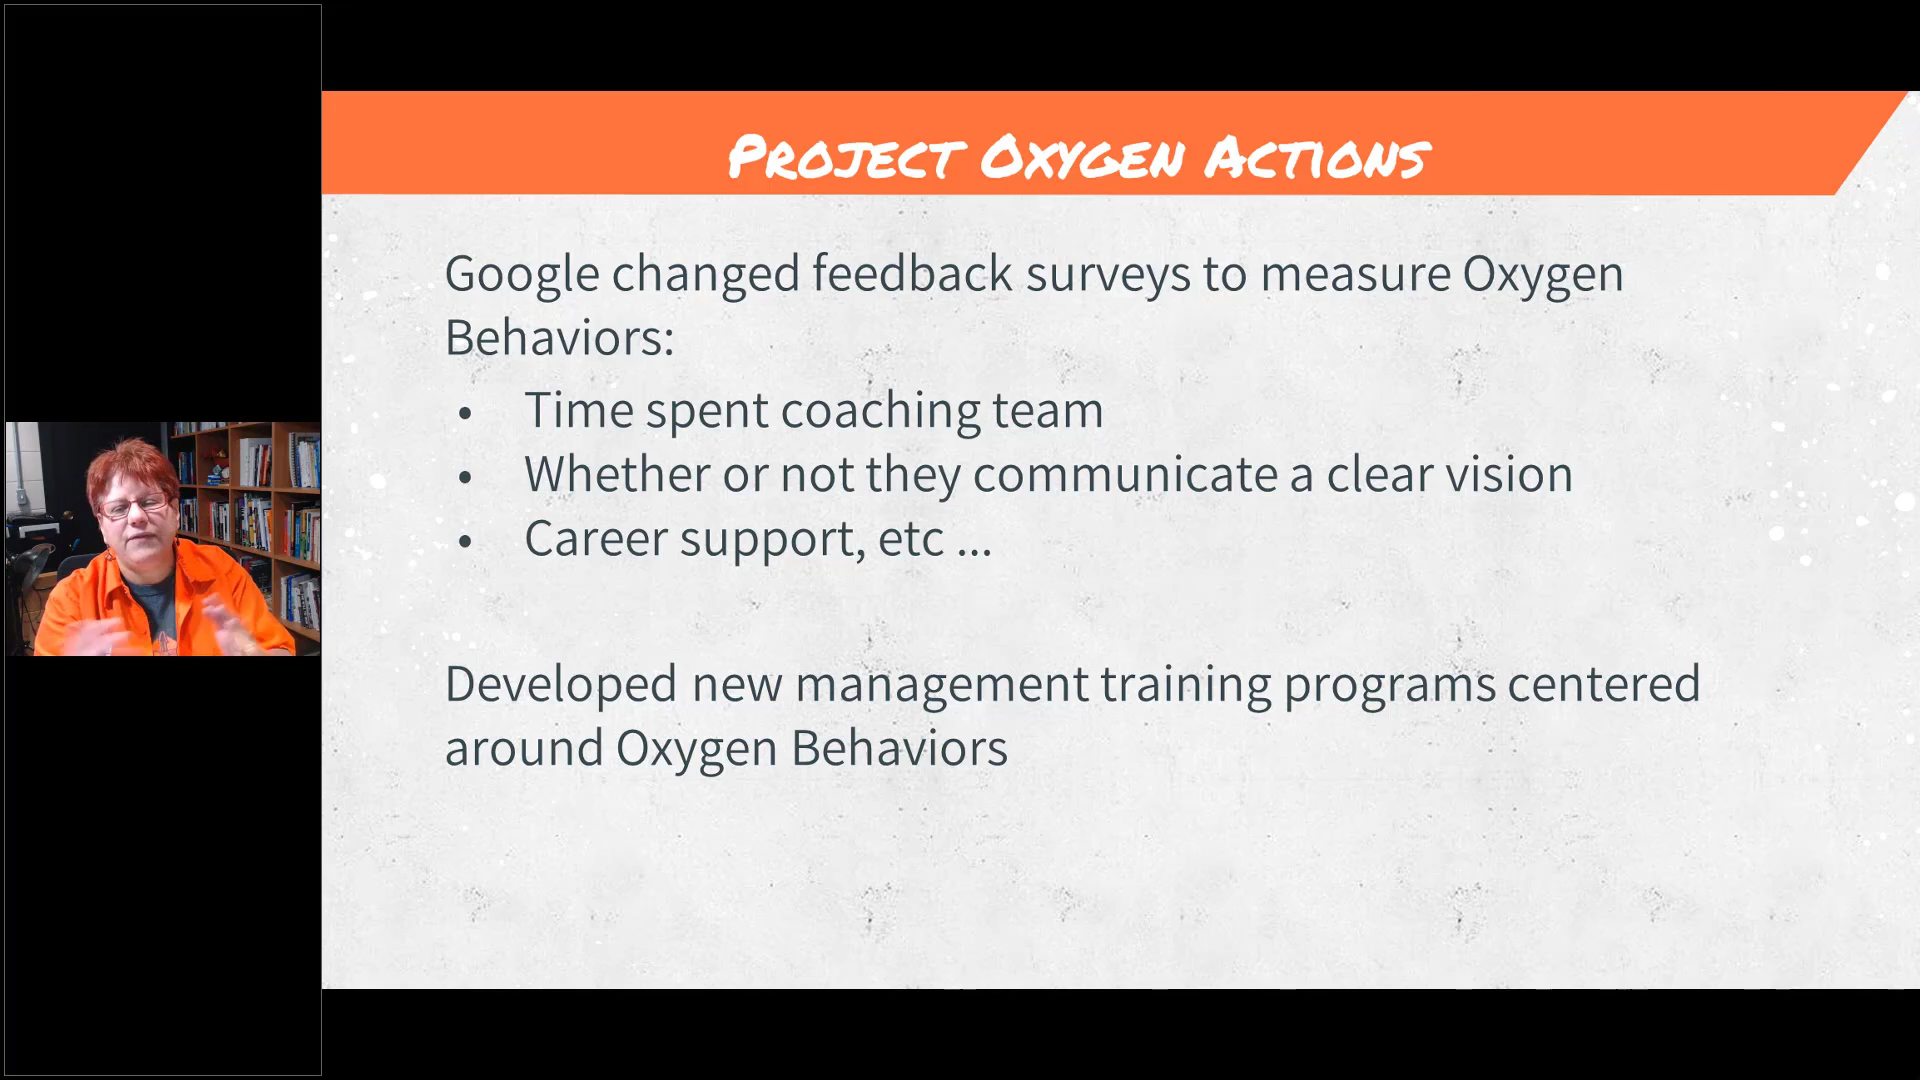 Project Oxygen Actions
Google changed feedback surveys to measure Oxygen
Behaviors:
• Time spent coaching team
• Whether or not they communicate a clear vision
• Career support, etc ...
Developed new management training programs centered
around Oxygen Behaviors